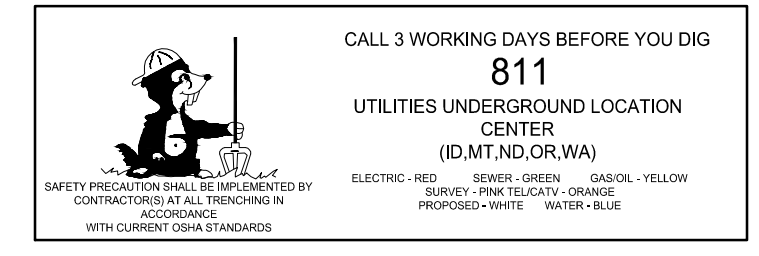 SAFETY PRECAUTION SHALL BE IMPLEMENTED BY
CONTRACTOR(S) AT ALL TRENCHING IN
ACCORDANCE
WITH CURRENT OSHA STANDARDS
CALL 3 WORKING DAYS BEFORE YOU DIG
811
UTILITIES UNDERGROUND LOCATION
CENTER
(ID,MT,ND,OR,WA)
ELECTRIC - RED SEWER - GREEN GAS/OIL - YELLOW
SURVEY - PINK TEL/CATV - ORANGE
PROPOSED - WHITE WATER - BLUE